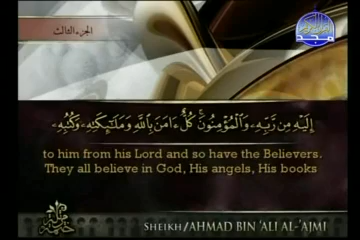 الجزء الثالث
إِلَيْهِ مِن رَّبِّهِۦ وَٱلْمُؤْمِنُونَ ۚ كُلٌّ ءَامَنَ بِٱللَّهِ وَمَلَٰٓئِكَتِهِۦ وَكُتُبِهِۦ
to him from his Lord and so have the Believers.
They all believe in God, His angels, His books
SHEIKH/AHMAD BIN 'ALI AL-'AJMI